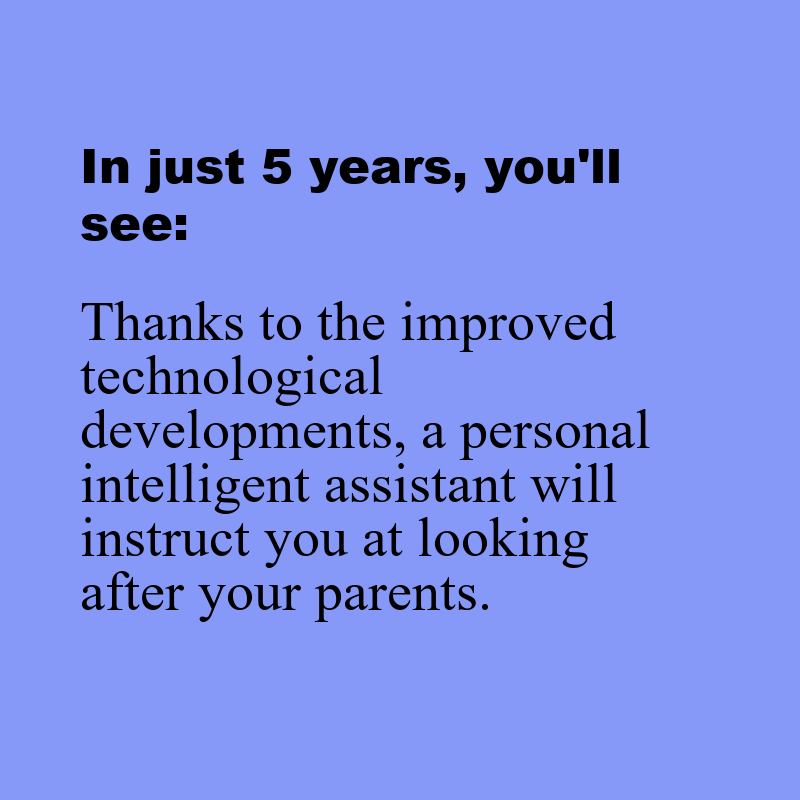 In just 5 years, you'll
see:
Thanks to the improved
technological
developments, a personal
intelligent assistant will
instruct you at looking
after your parents.